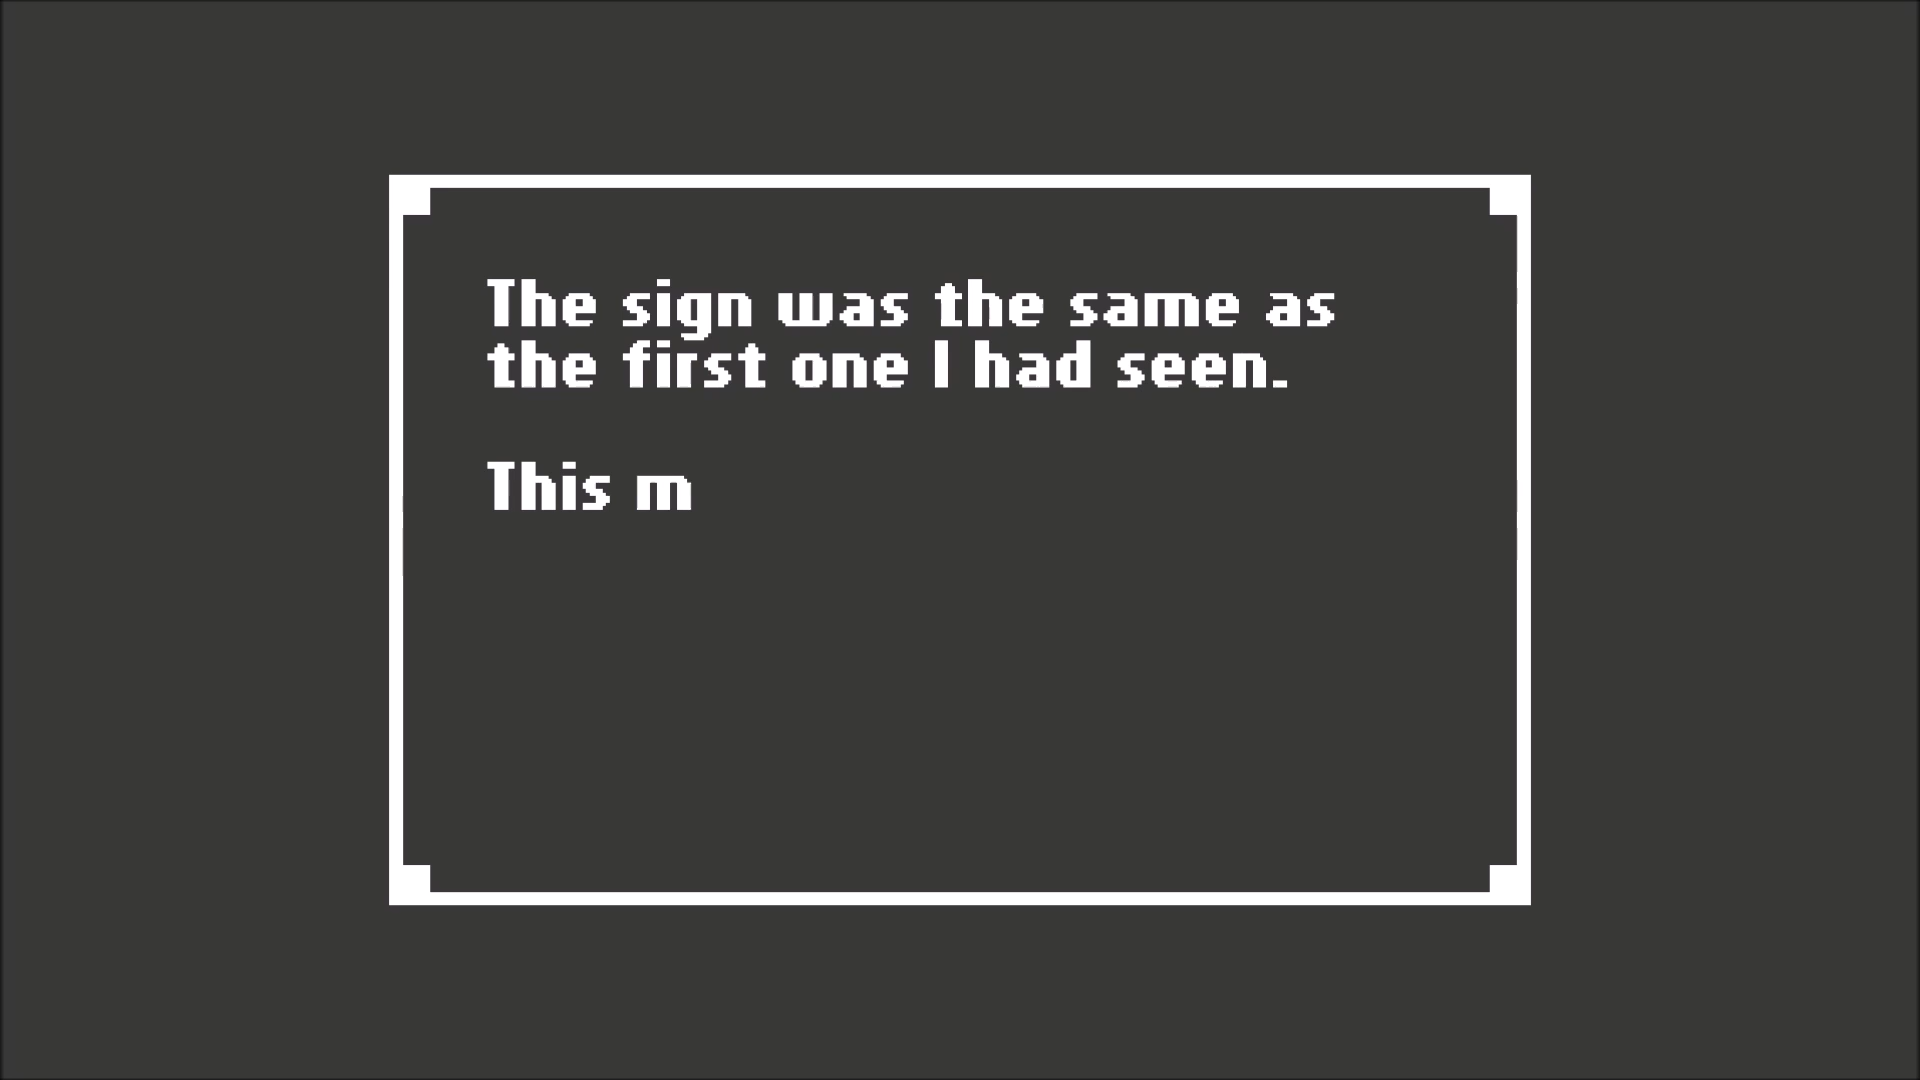 The sign was the same as
the first one I had seen.
This m